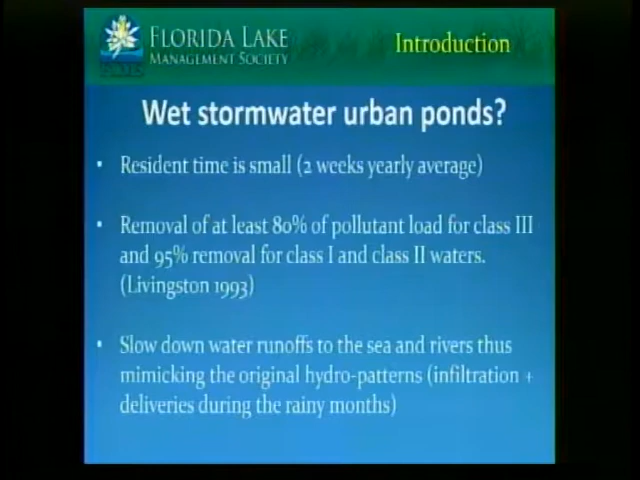 FLORIDA LAKE
MANAGEMENT SOCIETY
Introduction
Wet stormwater urban ponds?
• Resident time is small (2 weeks yearly average)
• Removal of at least 80% of pollutant load for class III
and 95% removal for class I and class II waters.
(Livingston 1993)
• Slow down water runoffs to the sea and rivers thus
mimicking the original hydro-patterns (infiltration +
deliveries during the rainy months)